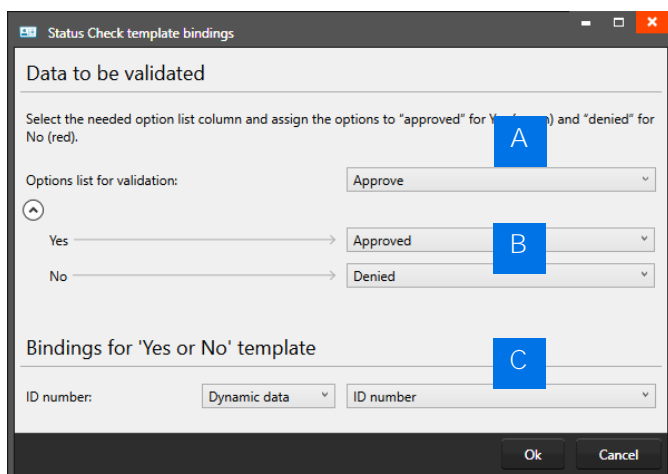 Status Check template bindings
Data to be validated
Select the needed option list column and assign the options to “approved” for Y ) and “denied” for
No (red).
A
Options list for validation:
Approve
Yes
Approved
B
No
Denied
Bindings for 'Yes or No' template
C
ID number:
Dynamic data
ID number
Ok
Cancel